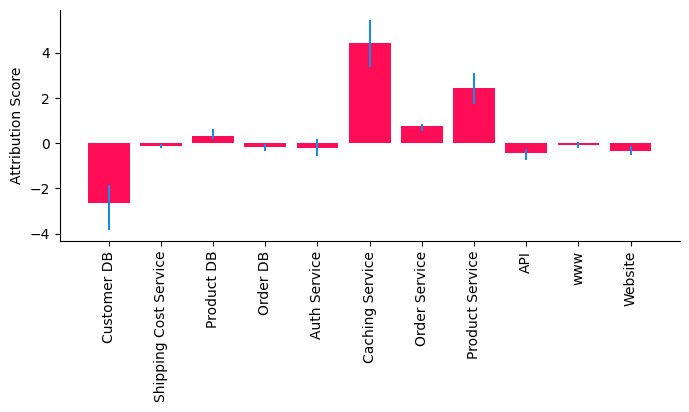 Attribution Score
4
2
0
−2
−4
Customer DB
Shipping Cost Service
Product DB
Order DB
Auth Service
Caching Service
Order Service
Product Service
API
www
Website